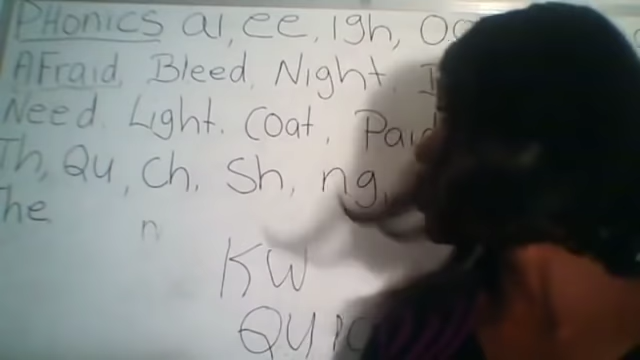 PHonics ai, ee, igh, Oa
AFraid, Bleed, Night.
Need. Light. Coat, Paid
Th, Qu, Ch, Sh, ng,
The n
KW
QUIC